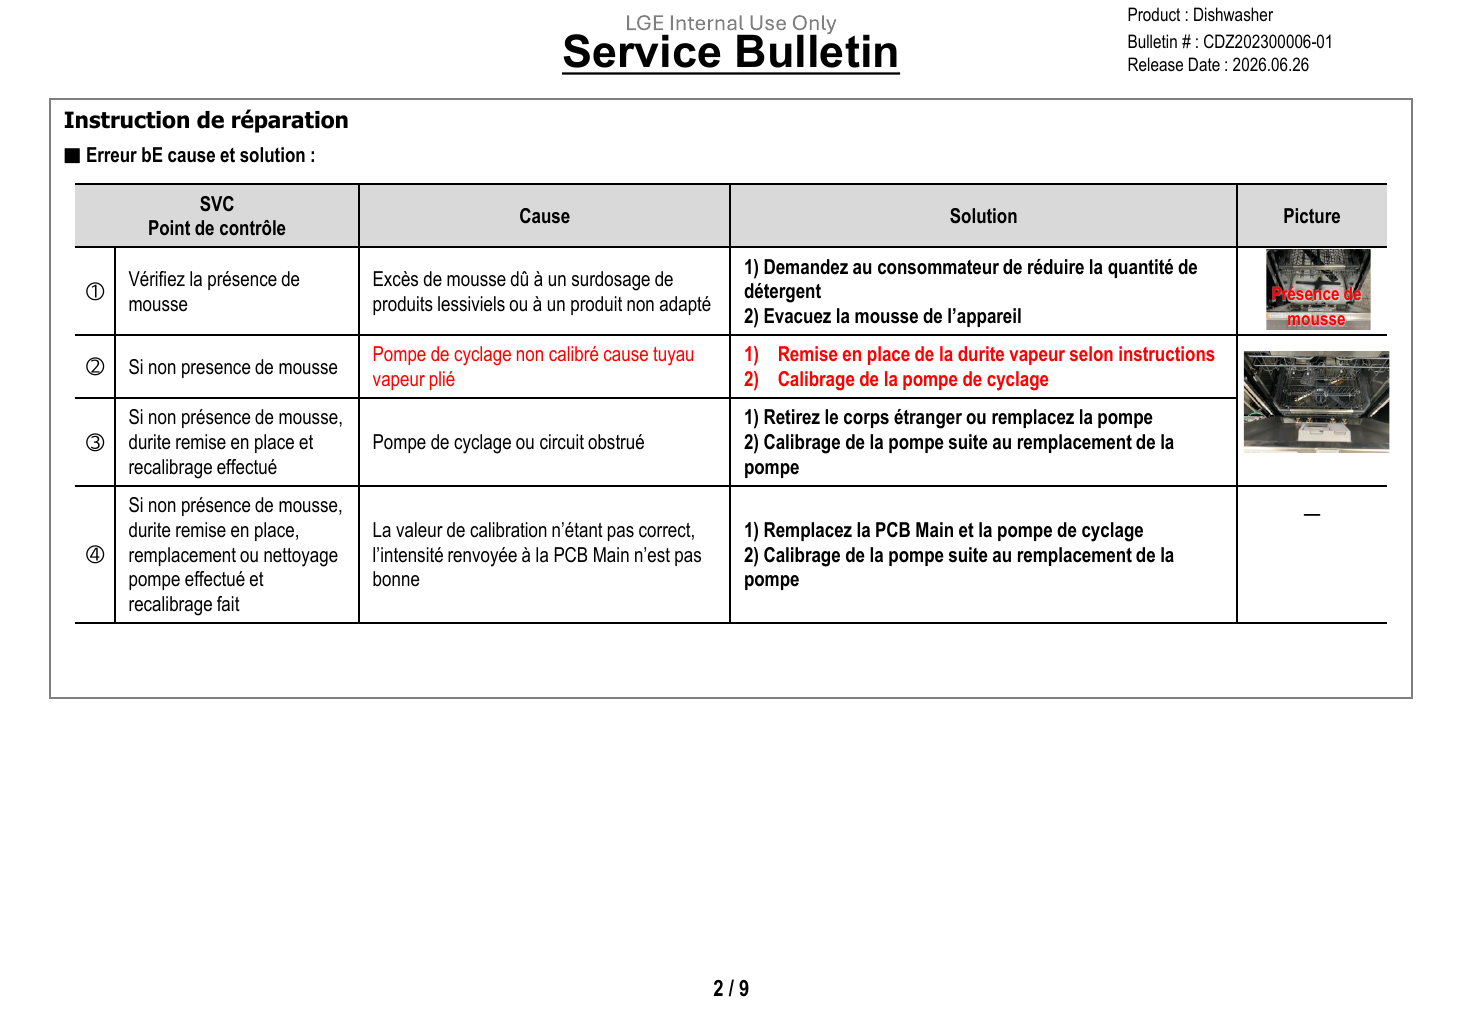 LGE Internal Use Only
Service Bulletin
Product : Dishwasher
Bulletin # : CDZ202300006-01
Release Date : 2026.06.26
Instruction de réparation
■ Erreur bE cause et solution :
SVC
Point de contrôle
Cause
Solution
Picture
①
Vérifiez la présence de
mousse
Excès de mousse dû à un surdosage de
produits lessiviels ou à un produit non adapté
1) Demandez au consommateur de réduire la quantité de
détergent
2) Evacuez la mousse de l’appareil
Présence de
mousse
②
Si non presence de mousse
Pompe de cyclage non calibré cause tuyau
vapeur plié
1) Remise en place de la durite vapeur selon instructions
2) Calibrage de la pompe de cyclage
③
Si non présence de mousse,
durite remise en place et
recalibrage effectué
Pompe de cyclage ou circuit obstrué
1) Retirez le corps étranger ou remplacez la pompe
2) Calibrage de la pompe suite au remplacement de la
pompe
④
Si non présence de mousse,
durite remise en place,
remplacement ou nettoyage
pompe effectué et
recalibrage fait
La valeur de calibration n’étant pas correct,
l’intensité renvoyée à la PCB Main n’est pas
bonne
1) Remplacez la PCB Main et la pompe de cyclage
2) Calibrage de la pompe suite au remplacement de la
pompe
—
2 / 9